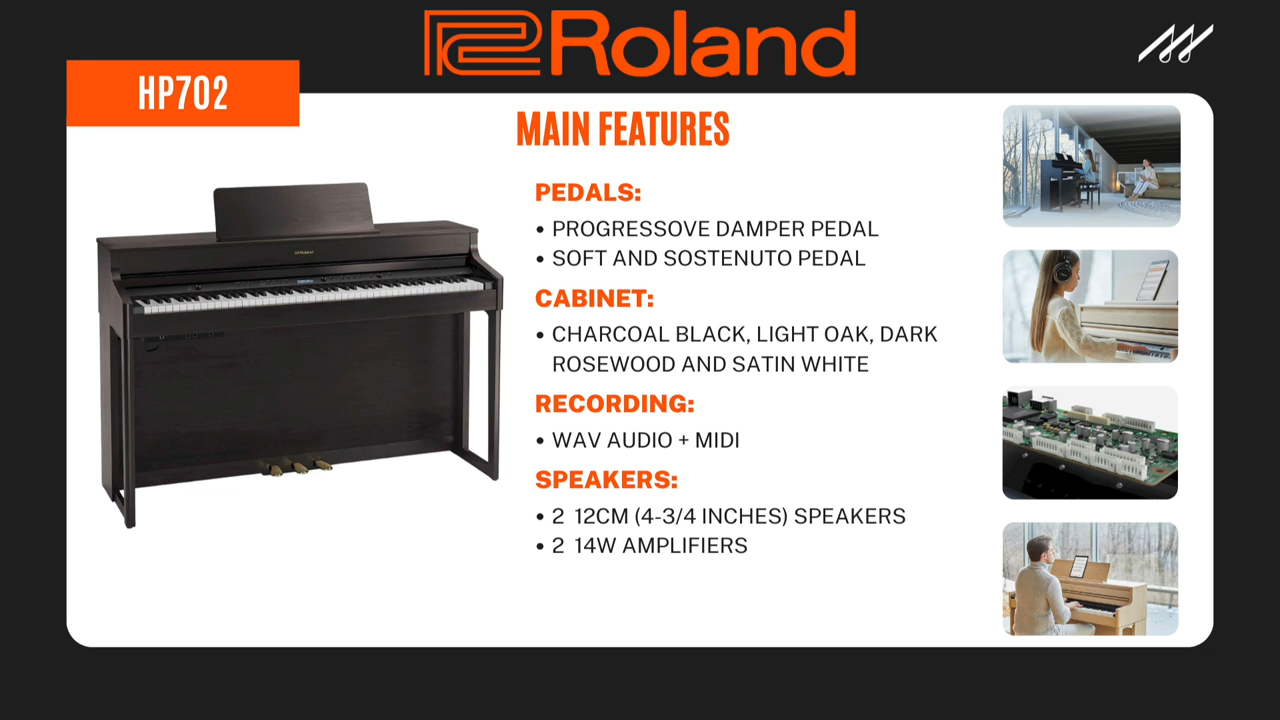 Roland
HP702
MAIN FEATURES
PEDALS:
• PROGRESSOVE DAMPER PEDAL
• SOFT AND SOSTENUTO PEDAL
CABINET:
• CHARCOAL BLACK, LIGHT OAK, DARK
ROSEWOOD AND SATIN WHITE
RECORDING:
• WAV AUDIO + MIDI
SPEAKERS:
• 2 12CM (4-3/4 INCHES) SPEAKERS
• 2 14W AMPLIFIERS